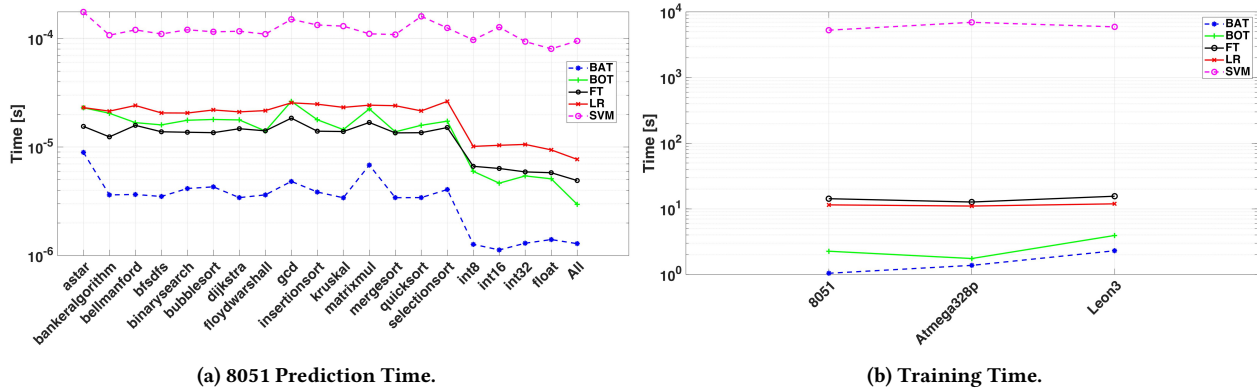 10^-4
10^-5
10^-6
Time [s]
BAT
BOT
FT
LR
SVM
astar
bankeralgorithm
bellmanford
bfsdfs
binarysearch
bubblesort
dijkstra
floydwarshall
gcd
insertionsort
kruskal
matrixmul
mergesort
quicksort
selectionsort
int8
int16
int32
float
All
(a) 8051 Prediction Time.
10^4
10^3
10^2
10^1
10^0
Time [s]
BAT
BOT
FT
LR
SVM
8051
Atmega328p
Leon3
(b) Training Time.